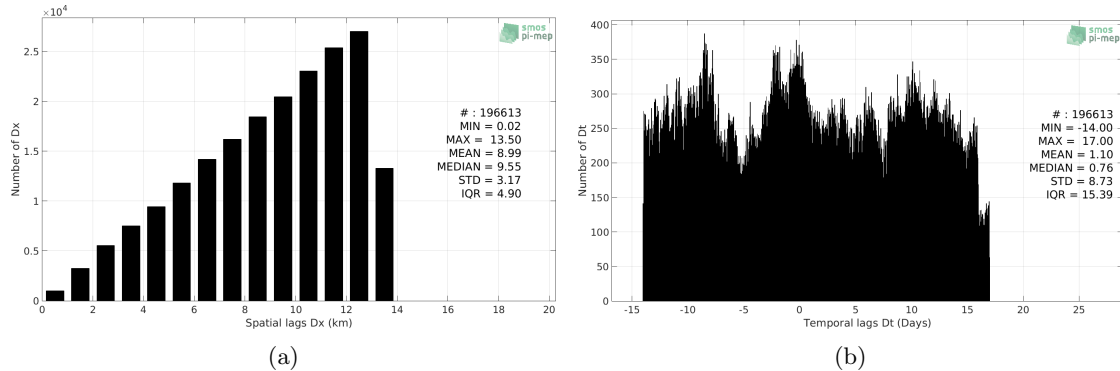 ×10⁴
2.5
2
1.5
1
0.5
0
Number of Dx
0 2 4 6 8 10 12 14 16 18 20
Spatial lags Dx (km)
smos
pi-mep
# : 196613
MIN = 0.02
MAX = 13.50
MEAN = 8.99
MEDIAN = 9.55
STD = 3.17
IQR = 4.90
(a)
400
350
300
250
200
150
100
50
0
Number of Dt
-15 -10 -5 0 5 10 15 20 25
Temporal lags Dt (Days)
smos
pi-mep
# : 196613
MIN = -14.00
MAX = 17.00
MEAN = 1.10
MEDIAN = 0.76
STD = 8.73
IQR = 15.39
(b)